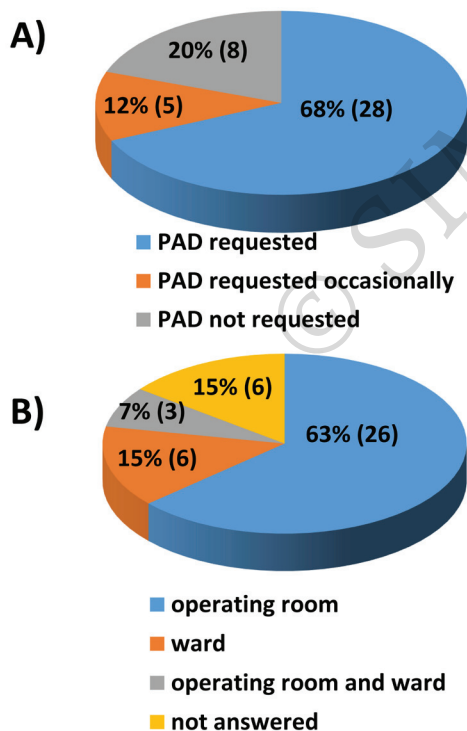 A)
20% (8)
12% (5)
68% (28)
PAD requested
PAD requested occasionally
PAD not requested
© SIM
B)
15% (6)
7% (3)
63% (26)
15% (6)
operating room
ward
operating room and ward
not answered